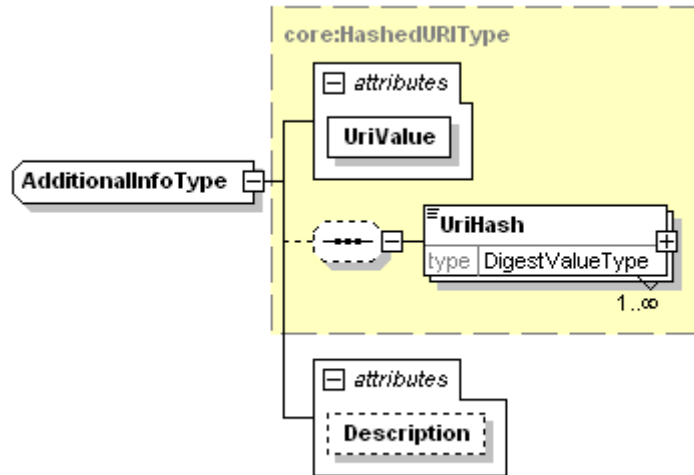 core:HashedURIType
attributes
UriValue
AdditionalInfoType
UriHash
type DigestValueType
1..∞
attributes
Description